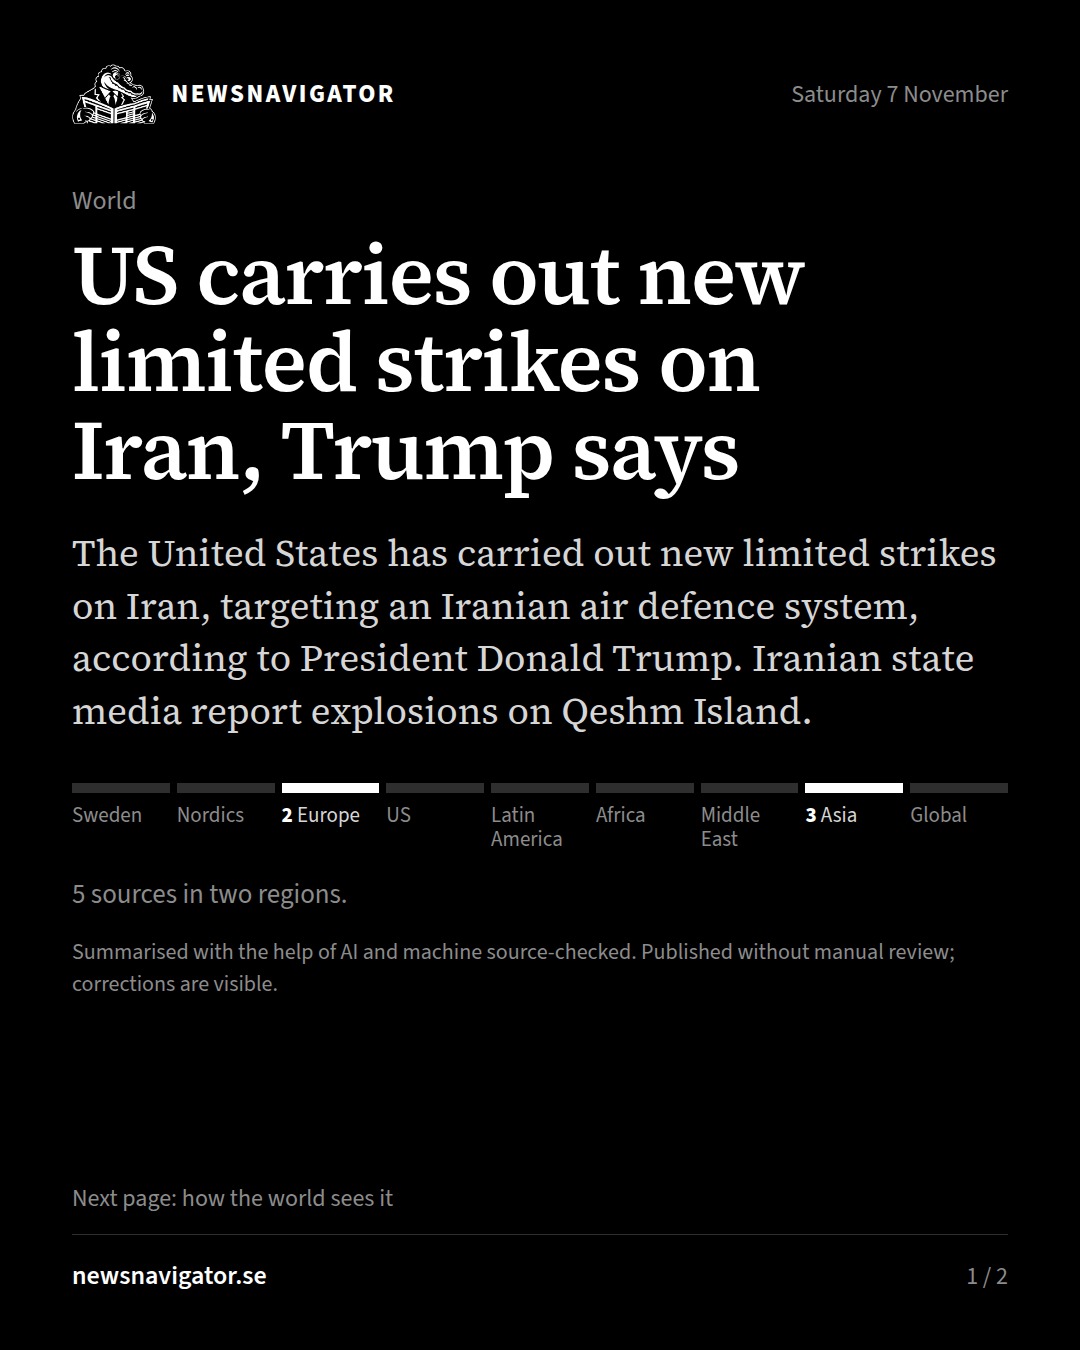 NEWSNAVIGATOR
Saturday 7 November
World
US carries out new
limited strikes on
Iran, Trump says
The United States has carried out new limited strikes
on Iran, targeting an Iranian air defence system,
according to President Donald Trump. Iranian state
media report explosions on Qeshm Island.
Sweden
Nordics
2 Europe
US
Latin
America
Africa
Middle
East
3 Asia
Global
5 sources in two regions.
Summarised with the help of AI and machine source-checked. Published without manual review;
corrections are visible.
Next page: how the world sees it
newsnavigator.se
1 / 2